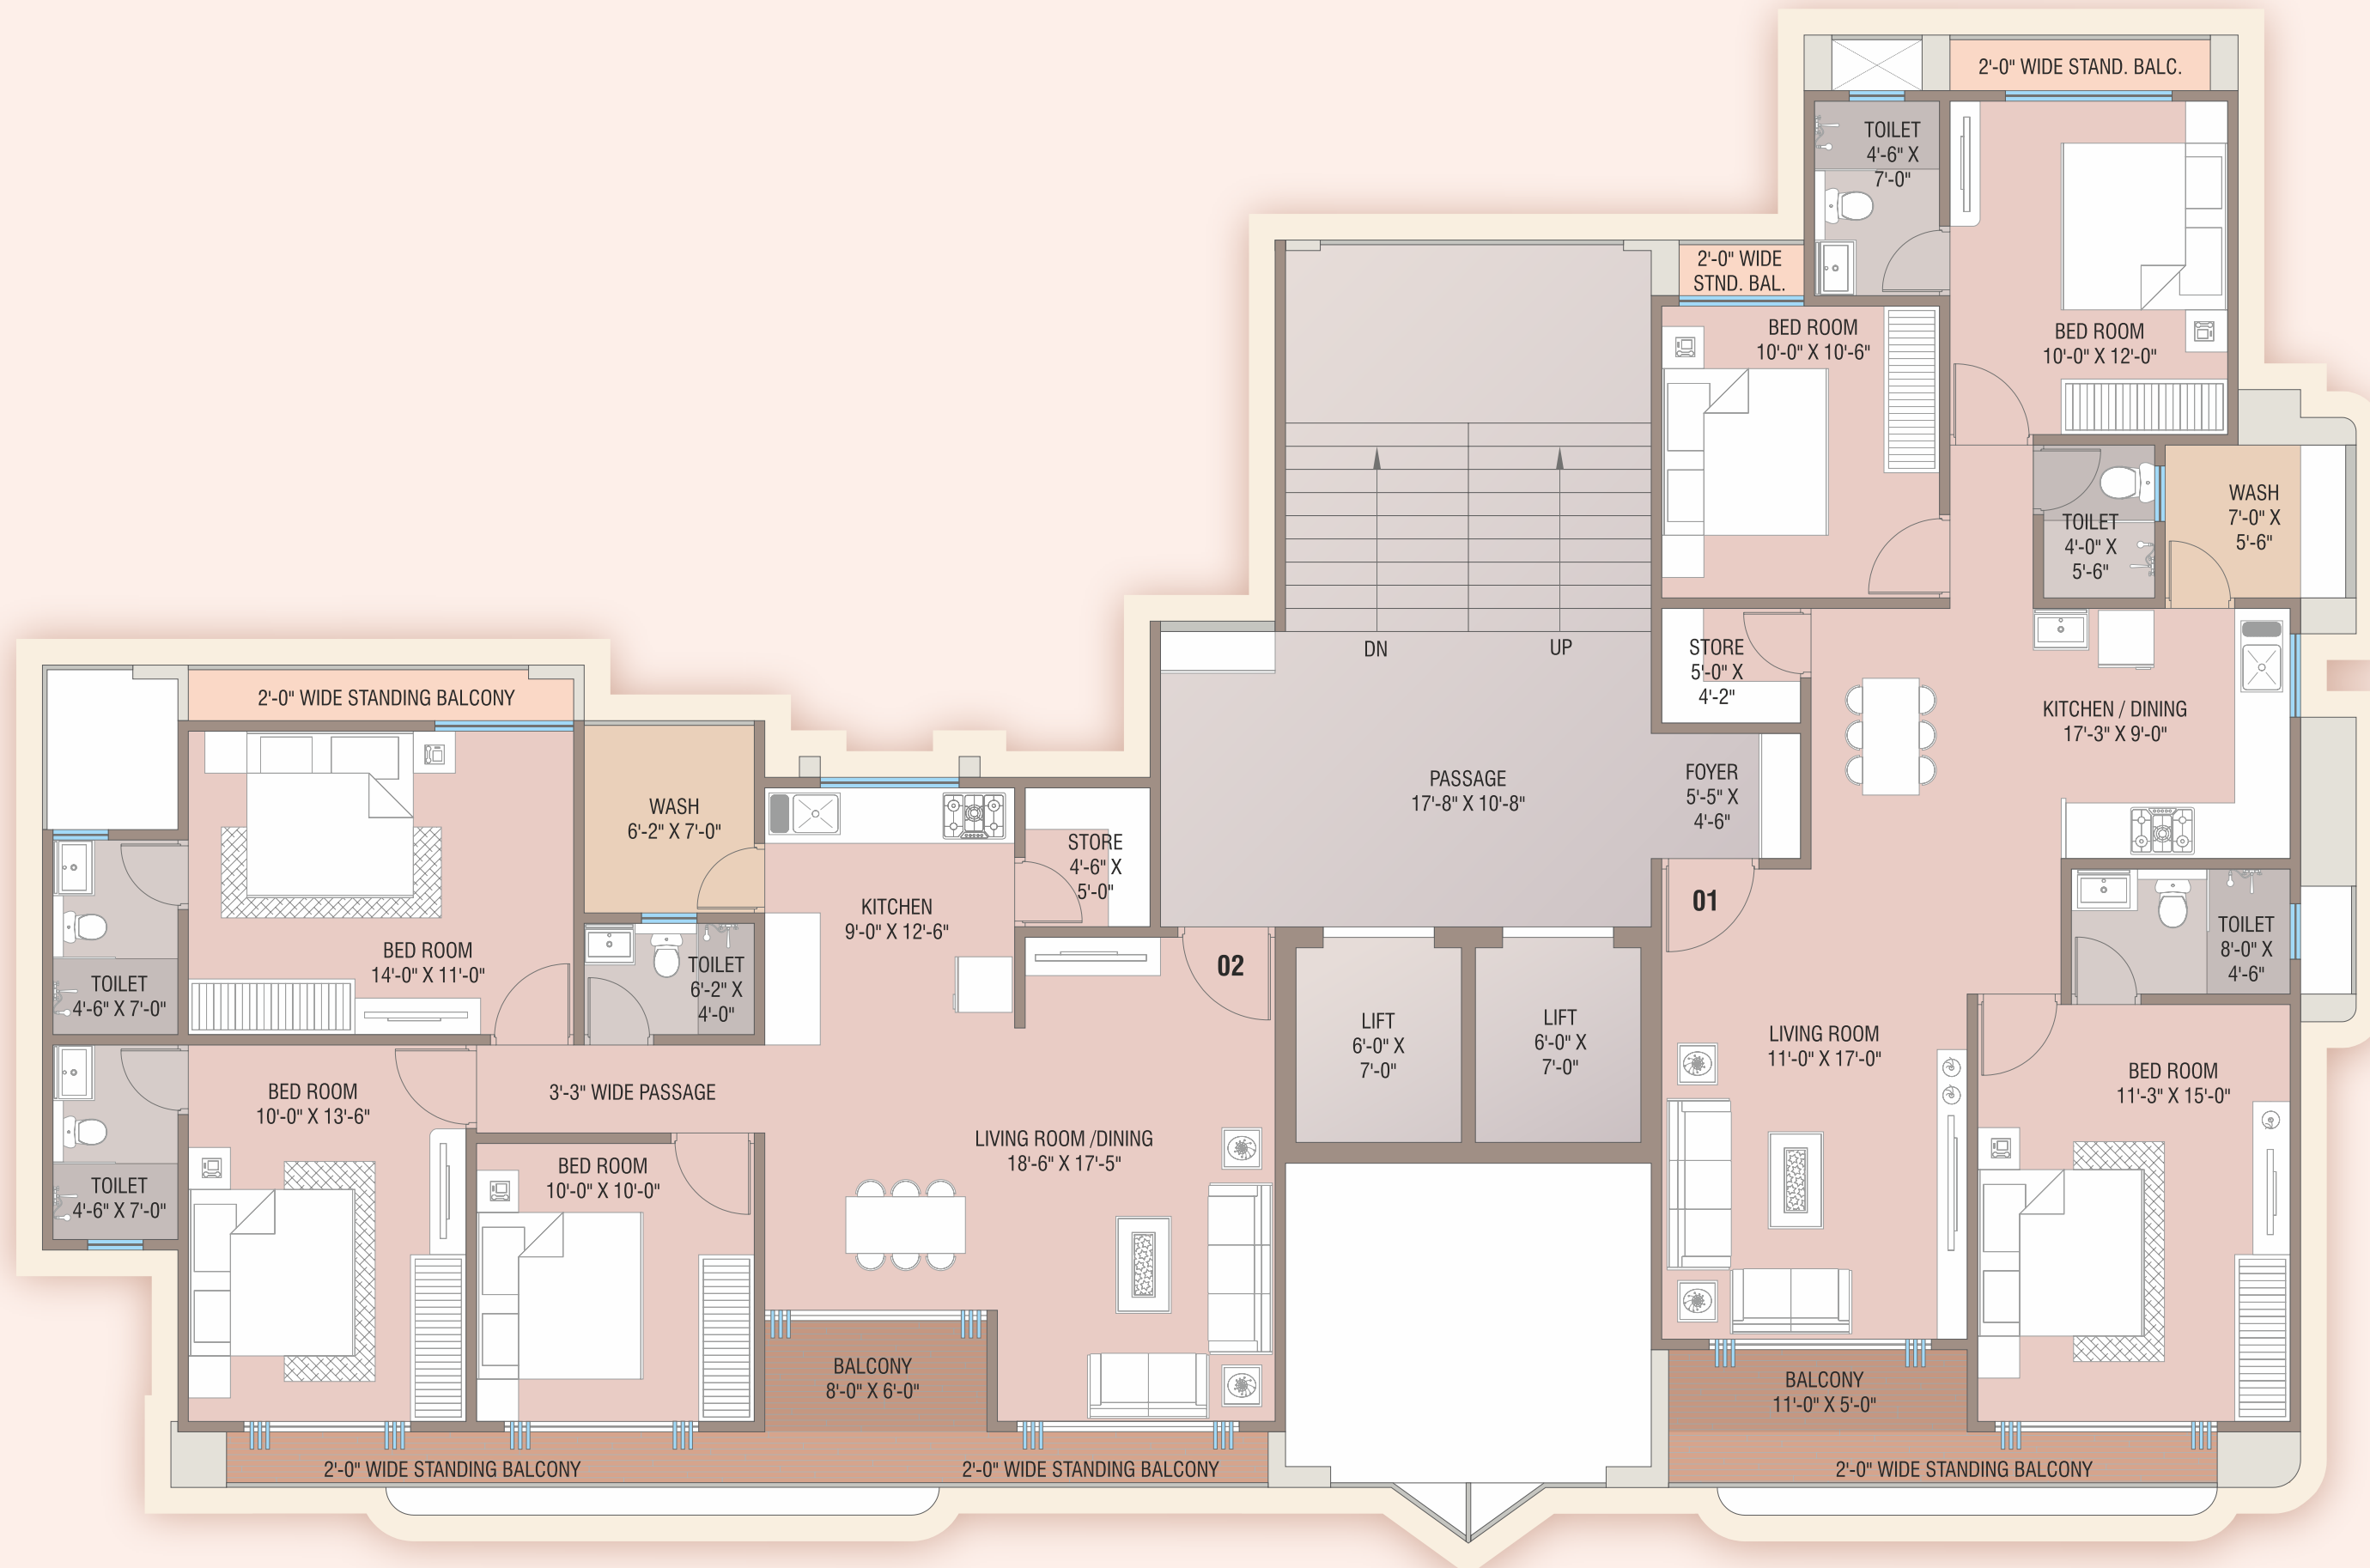 2'-0" WIDE STAND. BALC.
TOILET
4'-6" X
7'-0"
BED ROOM
10'-0" X 12'-0"
2'-0" WIDE
STND. BAL.
BED ROOM
10'-0" X 10'-6"
WASH
7'-0" X
5'-6"
TOILET
4'-0" X
5'-6"
DN
UP
STORE
5'-0" X
4'-2"
KITCHEN / DINING
17'-3" X 9'-0"
PASSAGE
17'-8" X 10'-8"
FOYER
5'-5" X
4'-6"
01
TOILET
8'-0" X
4'-6"
LIVING ROOM
11'-0" X 17'-0"
BED ROOM
11'-3" X 15'-0"
BALCONY
11'-0" X 5'-0"
2'-0" WIDE STANDING BALCONY
LIFT
6'-0" X
7'-0"
LIFT
6'-0" X
7'-0"
2'-0" WIDE STANDING BALCONY
WASH
6'-2" X 7'-0"
STORE
4'-6" X
5'-0"
KITCHEN
9'-0" X 12'-6"
BED ROOM
14'-0" X 11'-0"
TOILET
4'-6" X 7'-0"
TOILET
6'-2" X
4'-0"
02
BED ROOM
10'-0" X 13'-6"
3'-3" WIDE PASSAGE
LIVING ROOM /DINING
18'-6" X 17'-5"
BED ROOM
10'-0" X 10'-0"
TOILET
4'-6" X 7'-0"
BALCONY
8'-0" X 6'-0"
2'-0" WIDE STANDING BALCONY
2'-0" WIDE STANDING BALCONY